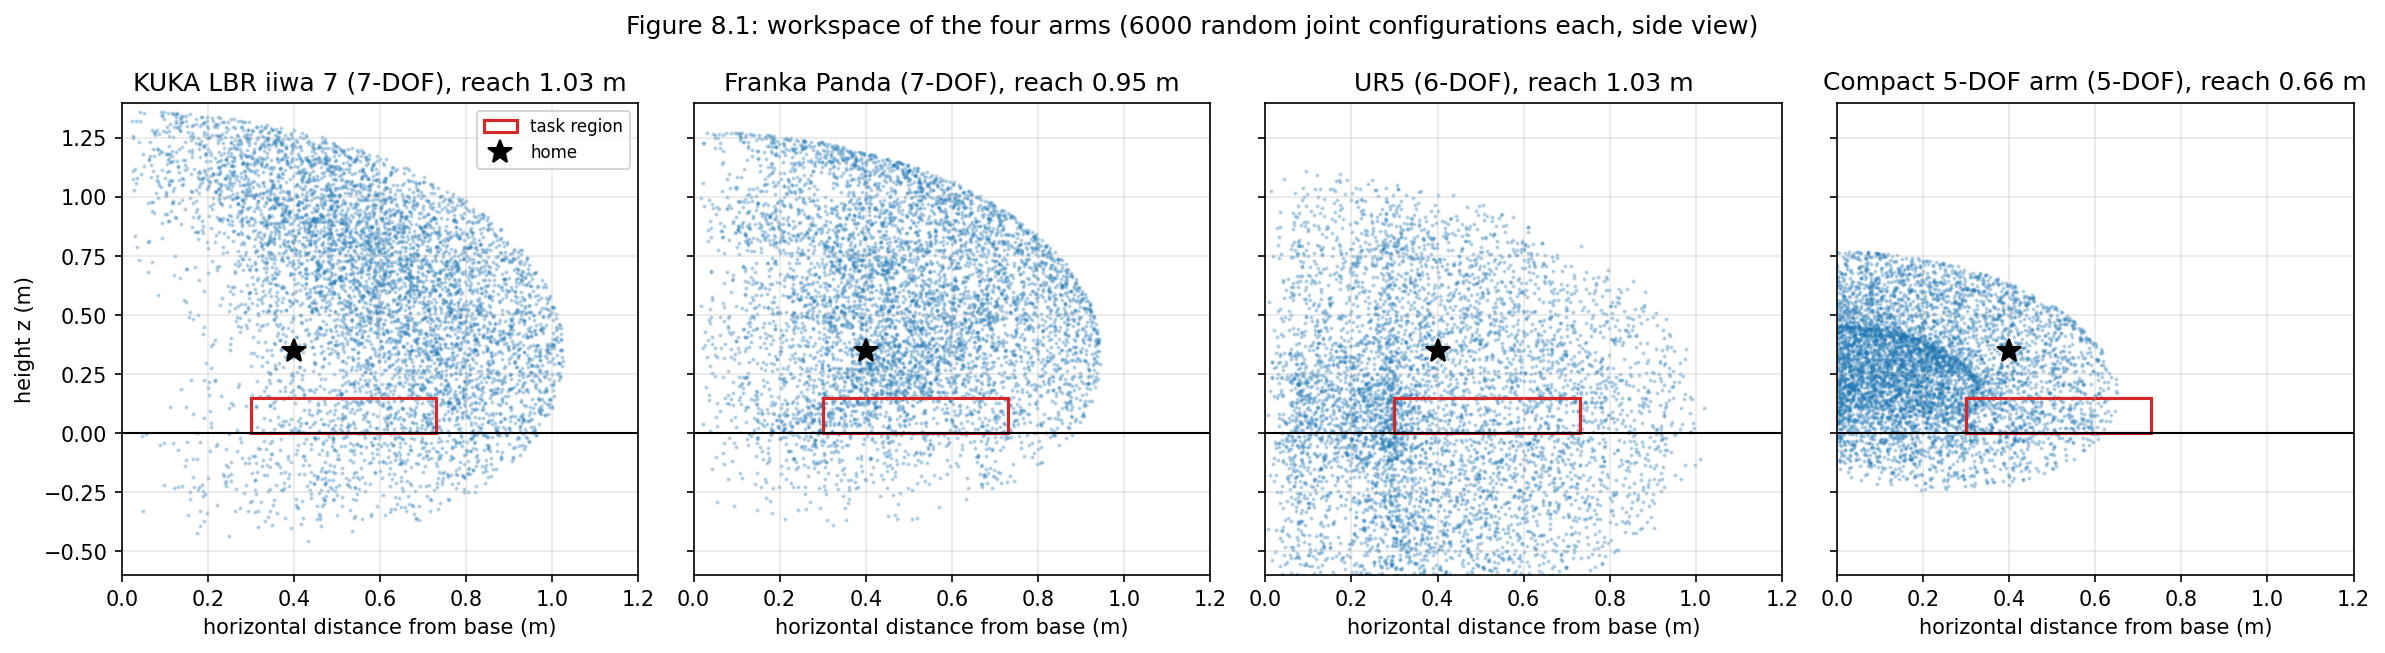 Figure 8.1: workspace of the four arms (6000 random joint configurations each, side view)
KUKA LBR iiwa 7 (7-DOF), reach 1.03 m
task region
home
1.25
1.00
0.75
0.50
0.25
0.00
−0.25
−0.50
height z (m)
0.0 0.2 0.4 0.6 0.8 1.0 1.2
horizontal distance from base (m)
Franka Panda (7-DOF), reach 0.95 m
0.0 0.2 0.4 0.6 0.8 1.0 1.2
horizontal distance from base (m)
UR5 (6-DOF), reach 1.03 m
0.0 0.2 0.4 0.6 0.8 1.0 1.2
horizontal distance from base (m)
Compact 5-DOF arm (5-DOF), reach 0.66 m
0.0 0.2 0.4 0.6 0.8 1.0 1.2
horizontal distance from base (m)